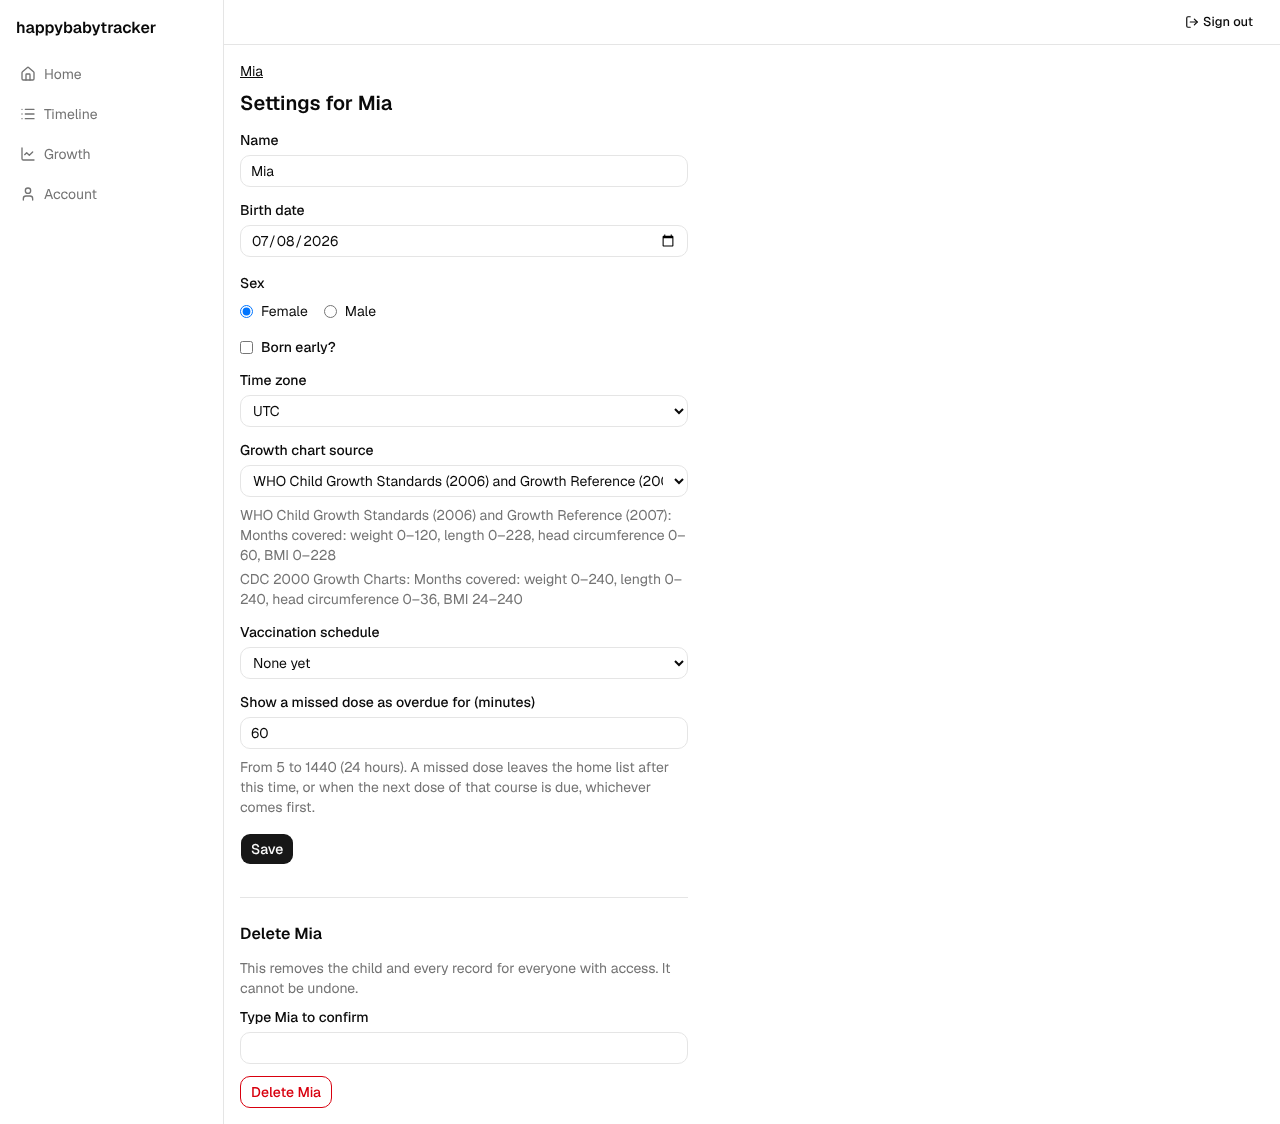 happybabytracker
Sign out
Home
Timeline
Growth
Account
Mia
Settings for Mia
Name
Mia
Birth date
07/08/2026
Sex
Female
Male
Born early?
Time zone
UTC
Growth chart source
WHO Child Growth Standards (2006) and Growth Reference (200
WHO Child Growth Standards (2006) and Growth Reference (2007):
Months covered: weight 0–120, length 0–228, head circumference 0–
60, BMI 0–228
CDC 2000 Growth Charts: Months covered: weight 0–240, length 0–
240, head circumference 0–36, BMI 24–240
Vaccination schedule
None yet
Show a missed dose as overdue for (minutes)
60
From 5 to 1440 (24 hours). A missed dose leaves the home list after
this time, or when the next dose of that course is due, whichever
comes first.
Save
Delete Mia
This removes the child and every record for everyone with access. It
cannot be undone.
Type Mia to confirm
Delete Mia